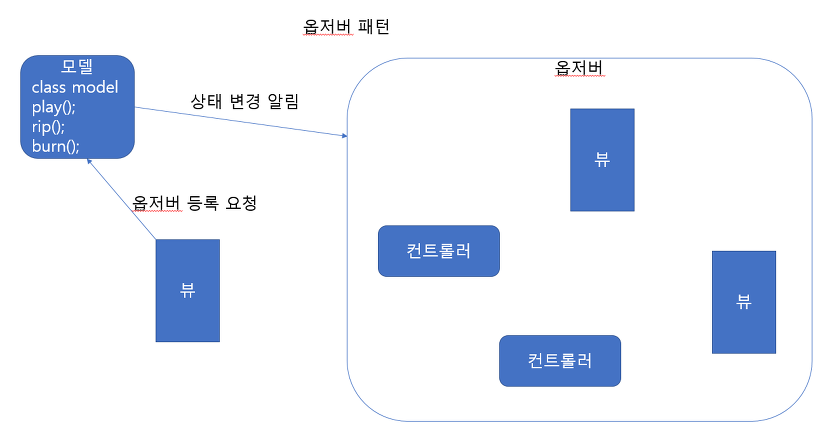 옵저버 패턴
모델
class model
play();
rip();
burn();
상태 변경 알림
옵저버
뷰
옵저버 등록 요청
컨트롤러
뷰
뷰
컨트롤러